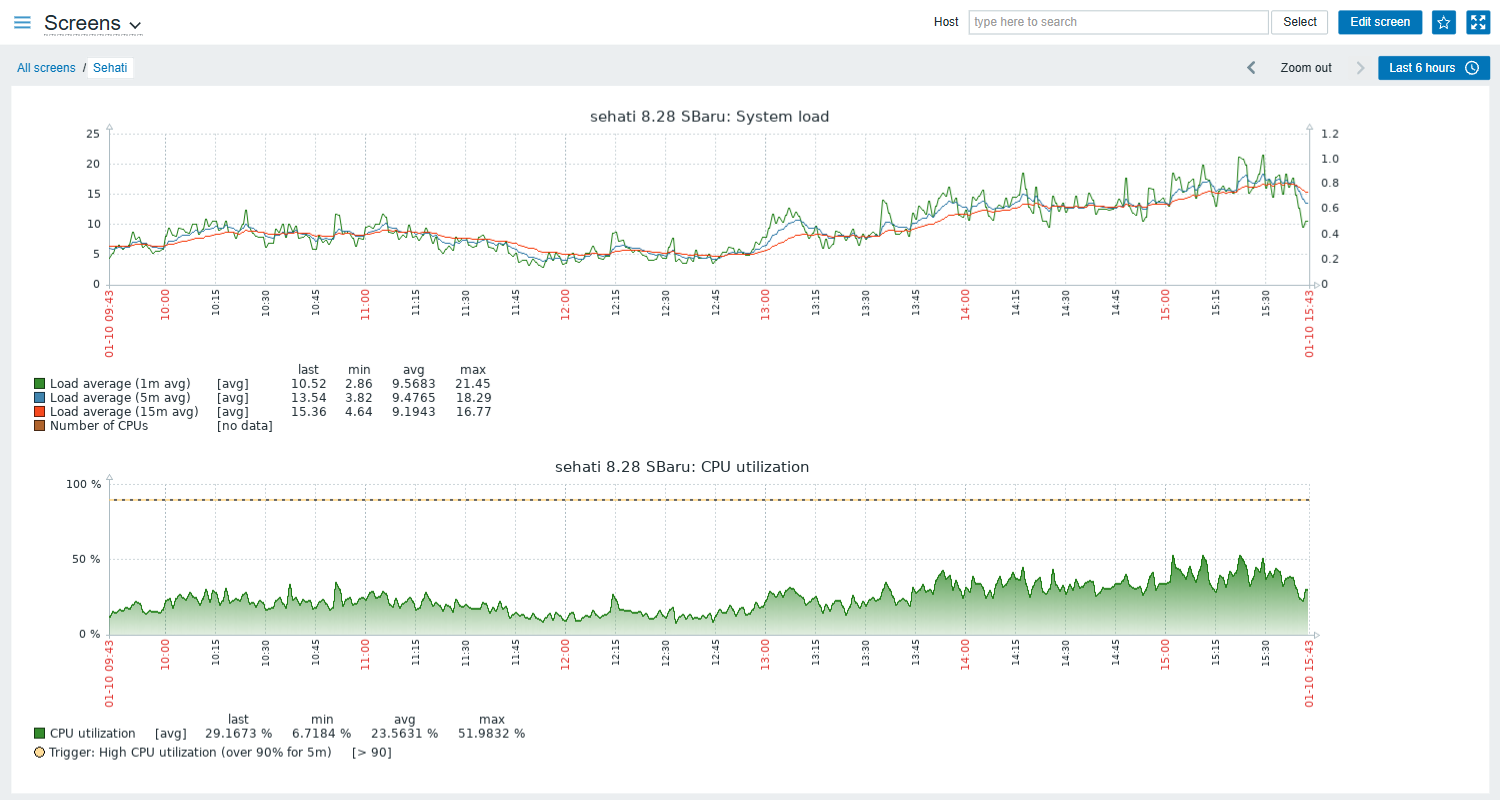 Screens
Host type here to search Select Edit screen
All screens / Sehati
Zoom out Last 6 hours
sehati 8.28 SBaru: System load
25
20
15
10
5
0
1.2
1.0
0.8
0.6
0.4
0.2
0
01-10 09:43 10:00 10:15 10:30 10:45 11:00 11:15 11:30 11:45 12:00 12:15 12:30 12:45 13:00 13:15 13:30 13:45 14:00 14:15 14:30 14:45 15:00 15:15 15:30 01-10 15:43
last min avg max
Load average (1m avg) [avg] 10.52 2.86 9.5683 21.45
Load average (5m avg) [avg] 13.54 3.82 9.4765 18.29
Load average (15m avg) [avg] 15.36 4.64 9.1943 16.77
Number of CPUs [no data]
sehati 8.28 SBaru: CPU utilization
100 %
50 %
0 %
01-10 09:43 10:00 10:15 10:30 10:45 11:00 11:15 11:30 11:45 12:00 12:15 12:30 12:45 13:00 13:15 13:30 13:45 14:00 14:15 14:30 14:45 15:00 15:15 15:30 01-10 15:43
last min avg max
CPU utilization [avg] 29.1673 % 6.7184 % 23.5631 % 51.9832 %
Trigger: High CPU utilization (over 90% for 5m) [> 90]